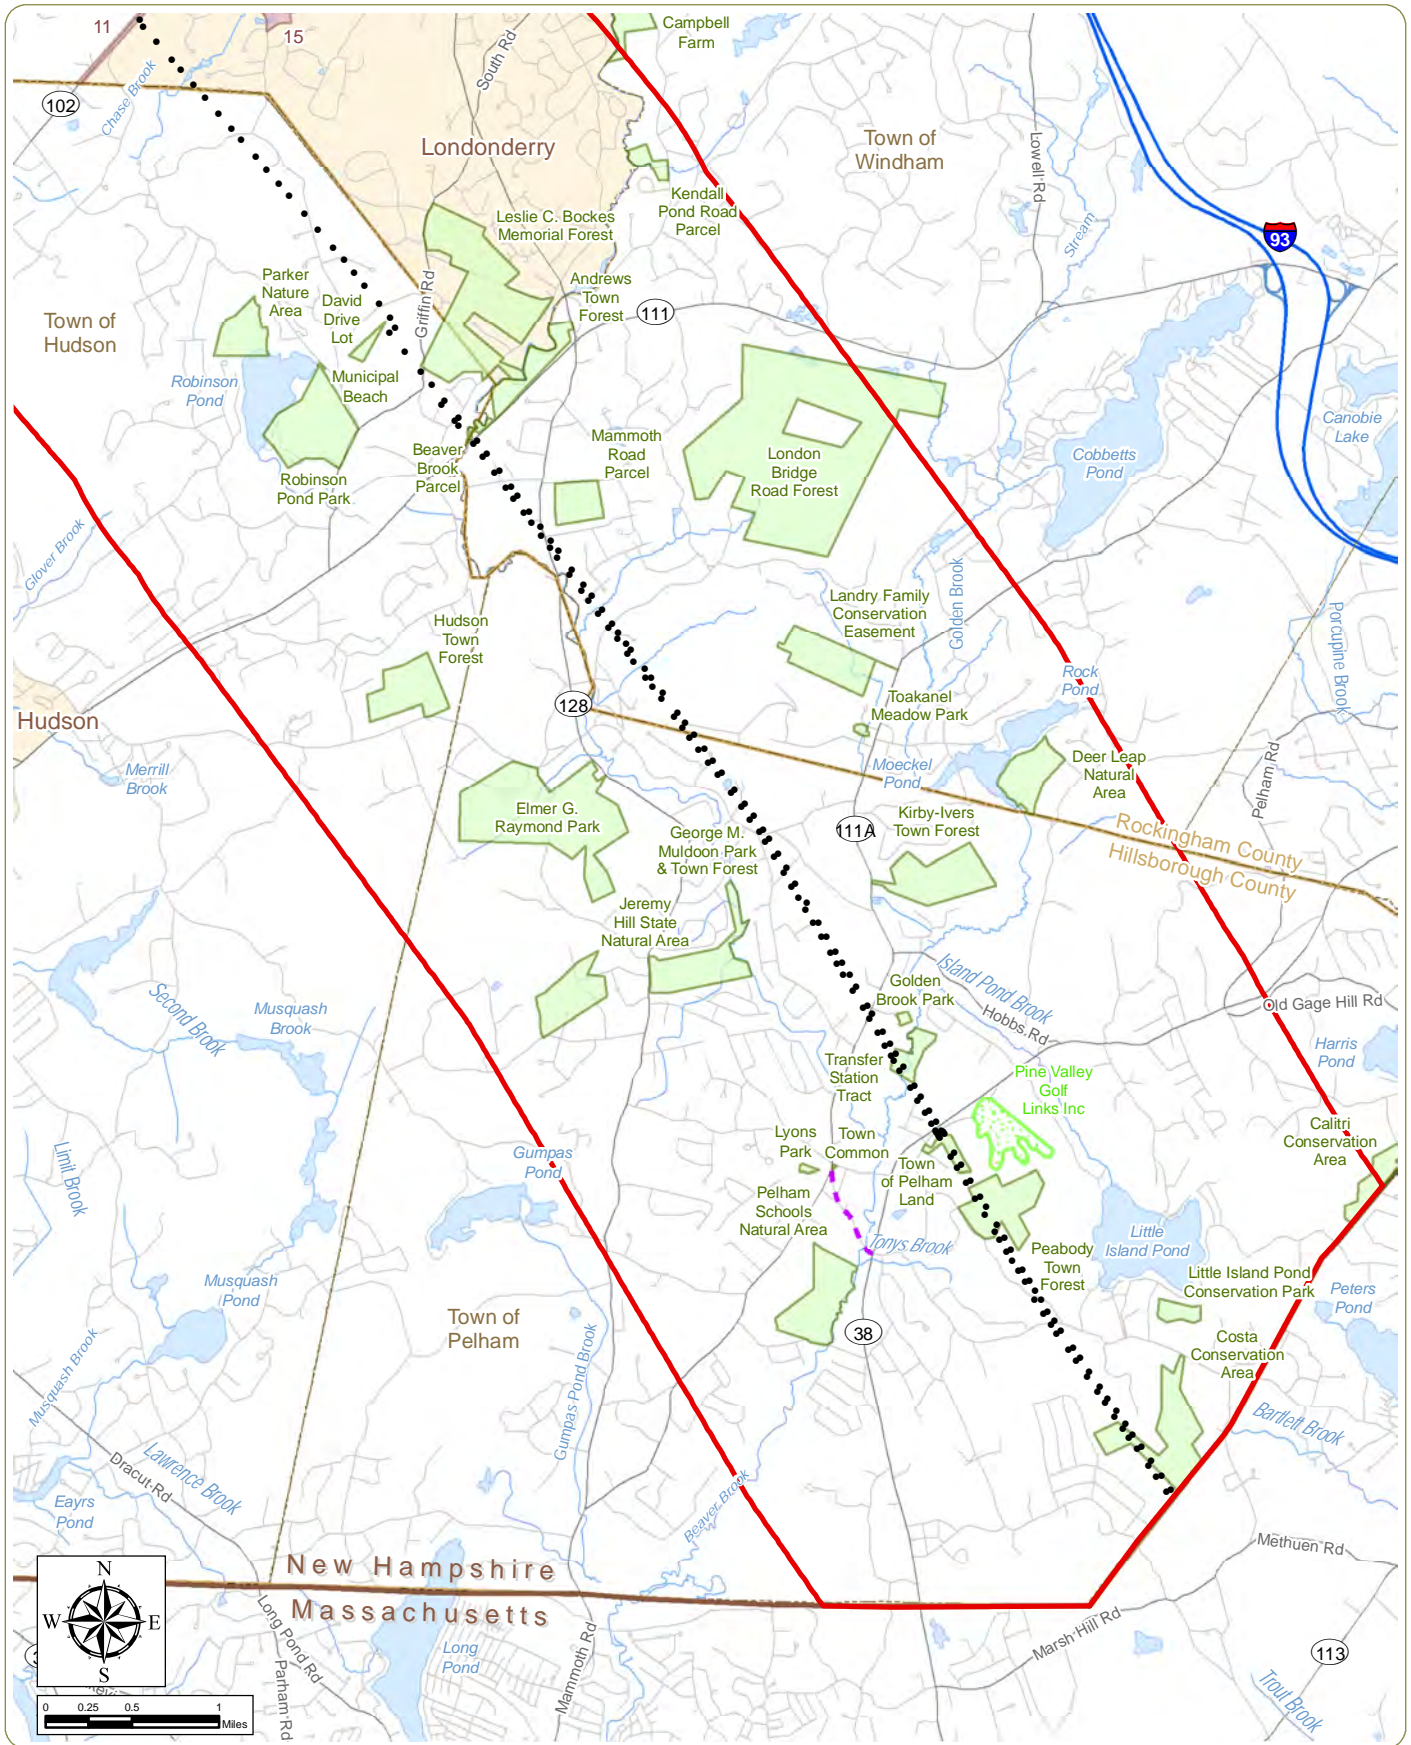 11
15
Campbell
Farm
South Rd
Chase Brook
102
Londonderry
Town of
Windham
Lowell Rd
Kendall
Pond Road
Parcel
Leslie C. Bockes
Memorial Forest
Stream
93
Parker
Nature
Area
David
Drive
Lot
Griffin Rd
Andrews
Town
Forest
111
Town of
Hudson
Robinson
Pond
Municipal
Beach
Canobie
Lake
Mammoth
Road
Parcel
London
Bridge
Road Forest
Cobbetts
Pond
Beaver
Brook
Parcel
Robinson
Pond Park
Glover Brook
Golden Brook
Landry Family
Conservation
Easement
Porcupine Brook
Hudson
Town
Forest
Rock
Pond
Toakanel
Meadow Park
128
Hudson
Merrill
Brook
Moeckel
Pond
Deer Leap
Natural
Area
Pelham Rd
Elmer G.
Raymond Park
George M.
Muldoon Park
& Town Forest
111A
Kirby-Ivers
Town Forest
Rockingham County
Hillsborough County
Jeremy
Hill State
Natural Area
Second Brook
Musquash
Brook
Golden
Brook Park
Island Pond Brook
Hobbs Rd
Old Gage Hill Rd
Harris
Pond
Transfer
Station
Tract
Pine Valley
Golf
Links Inc
Calitri
Conservation
Area
Limit Brook
Gumpas
Pond
Lyons
Park
Town
Common
Town
of Pelham
Land
Pelham
Schools
Natural Area
Tonys Brook
Little
Island Pond
Peabody
Town
Forest
Little Island Pond
Conservation Park
Peters
Pond
Musquash
Pond
Town of
Pelham
38
Costa
Conservation
Area
Musquash Brook
Gumpas Pond Brook
Bartlett Brook
Dracut Rd
Lawrence Brook
Eayrs
Pond
Beaver Brook
Methuen Rd
New Hampshire
Massachusetts
N
W E
S
Long Pond Rd
Parham Rd
Long
Pond
Mammoth Rd
Marsh Hill Rd
113
Trout Brook
0 0.25 0.5 1
Miles